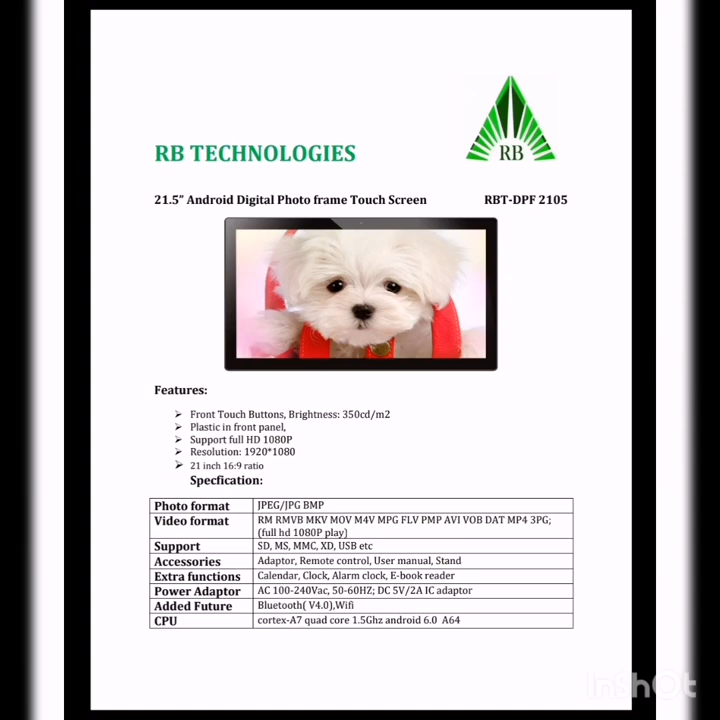 RB TECHNOLOGIES
RB
21.5" Android Digital Photo frame Touch Screen RBT-DPF 2105
Features:
➢ Front Touch Buttons, Brightness: 350cd/m2
➢ Plastic in front panel,
➢ Support full HD 1080P
➢ Resolution: 1920*1080
➢ 21 inch 16:9 ratio
Specfication:
Photo format JPEG/JPG BMP
Video format RM RMVB MKV MOV M4V MPG FLV PMP AVI VOB DAT MP4 3PG;
(full hd 1080P play)
Support SD, MS, MMC, XD, USB etc
Accessories Adaptor, Remote control, User manual, Stand
Extra functions Calendar, Clock, Alarm clock, E-book reader
Power Adaptor AC 100-240Vac, 50-60HZ; DC 5V/2A IC adaptor
Added Future Bluetooth( V4.0),Wifi
CPU cortex-A7 quad core 1.5Ghz android 6.0 A64
InShOt